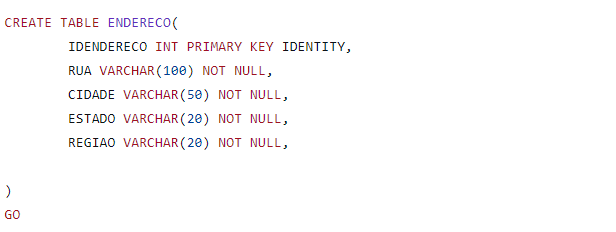 CREATE TABLE ENDERECO(
IDENDERECO INT PRIMARY KEY IDENTITY,
RUA VARCHAR(100) NOT NULL,
CIDADE VARCHAR(50) NOT NULL,
ESTADO VARCHAR(20) NOT NULL,
REGIAO VARCHAR(20) NOT NULL,
)
GO